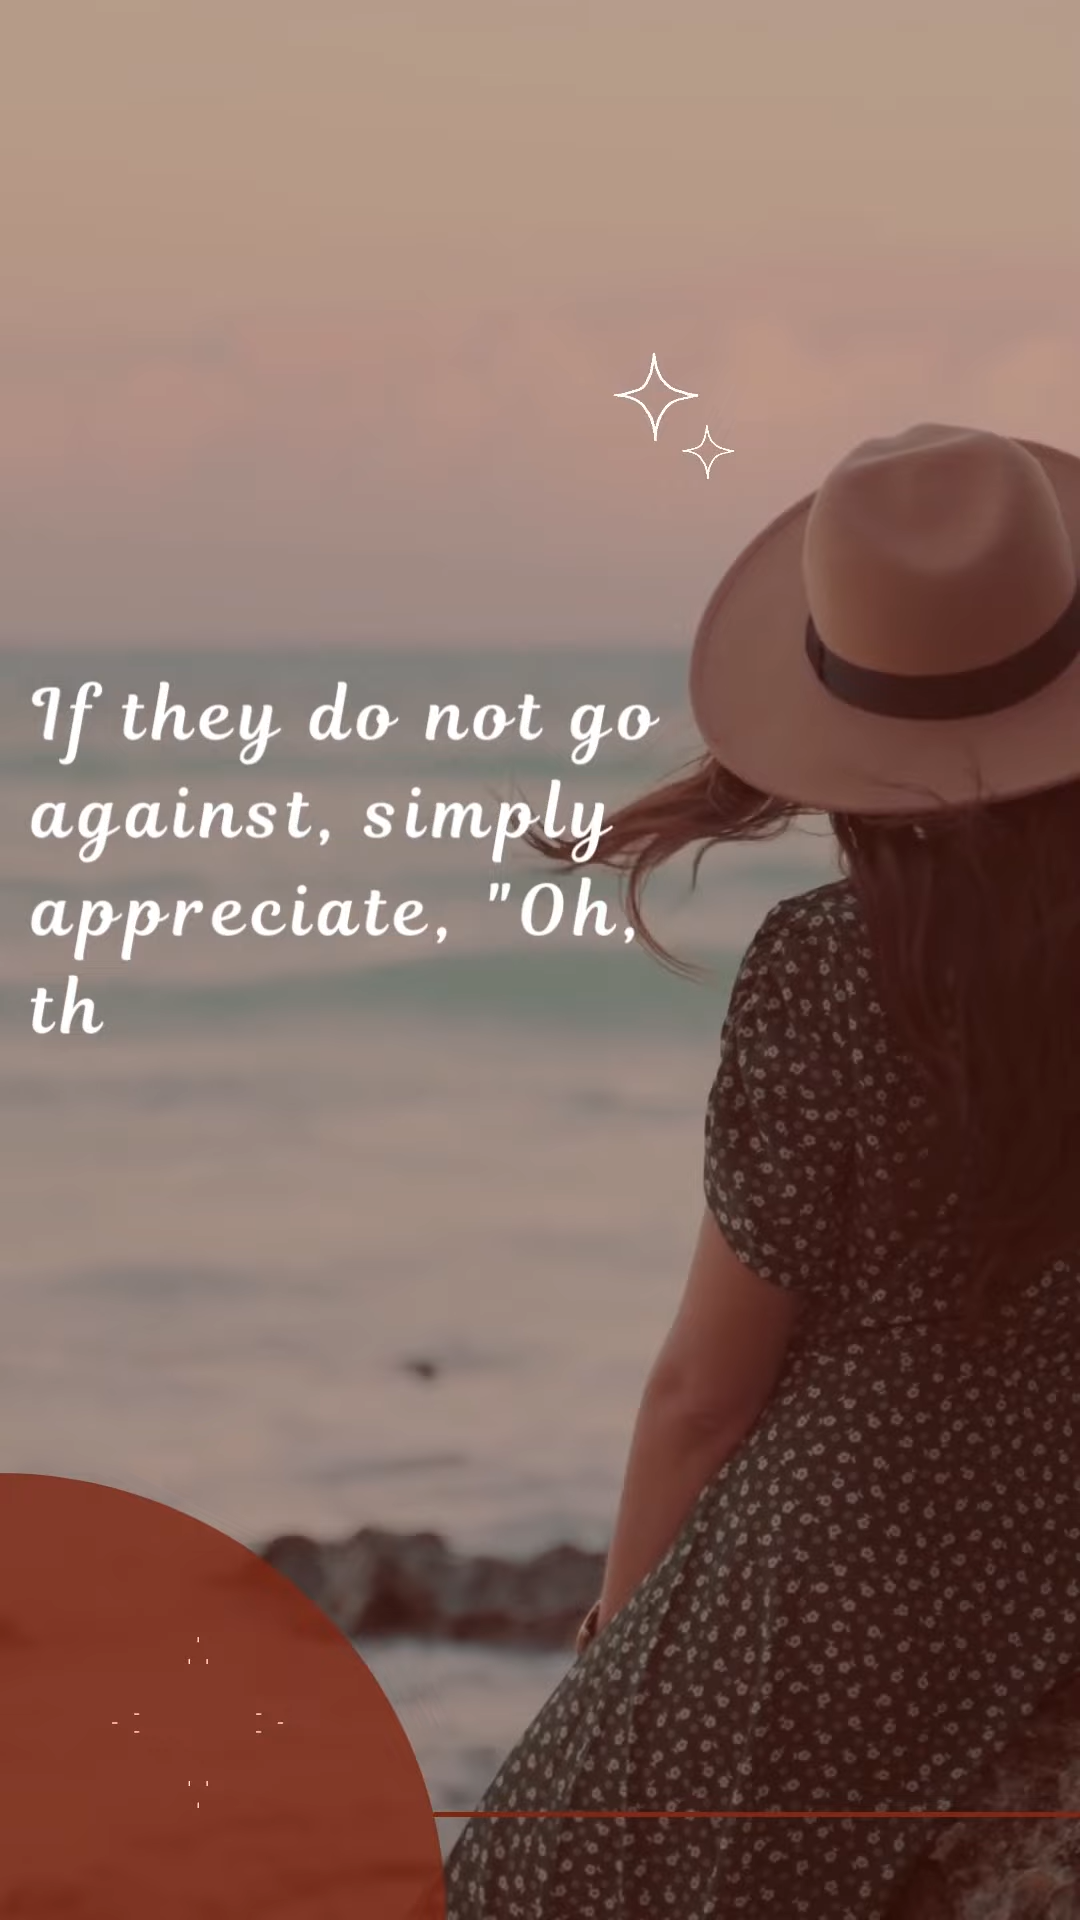 If they do not go
against, simply
appreciate, "Oh,
th